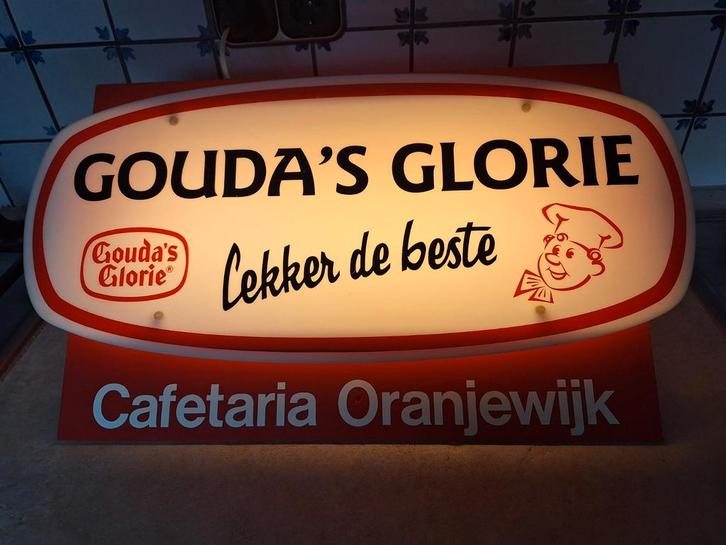 GOUDA'S GLORIE
Gouda's
Glorie®
Lekker de beste
Cafetaria Oranjewijk